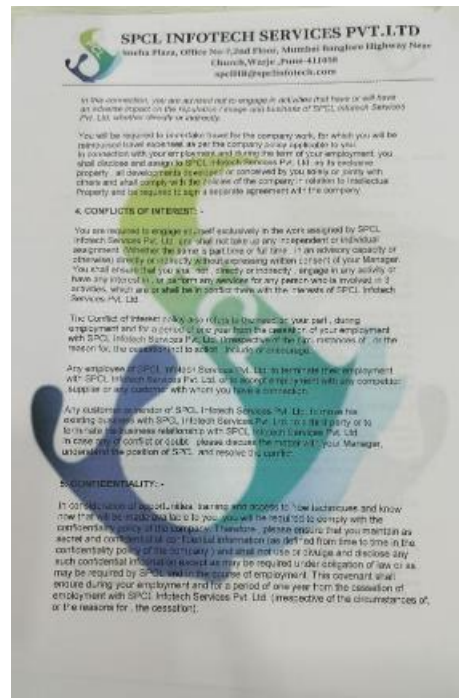 SPCL INFOTECH SERVICES PVT.LTD
Sneha Plaza, Office No-7,2nd Floor, Mumbai Banglore Highway Near
Church,Warje ,Pune-411058
spclHR@spclinfotech.com
In this connection, you are advised not to engage in activities that have or will have
an adverse impact on the reputation / image and business of SPCL Infotech Services
Pvt. Ltd. whether directly or indirectly.
You will be required to undertake travel for the company work, for which you will be
reimbursed travel expenses as per the company policy applicable to you.
In connection with your employment and during the term of your employment, you
shall disclose and assign to SPCL Infotech Services Pvt. Ltd. as its exclusive
property, all developments developed or conceived by you solely or jointly with
others and shall comply with the policies of the company in relation to Intellectual
Property and be required to sign a separate agreement with the company.
4. CONFLICTS OF INTEREST: -
You are required to engage yourself exclusively in the work assigned by SPCL
Infotech Services Pvt. Ltd. and shall not take up any independent or individual
assignment (Whether the same is part time or full time, in an advisory capacity or
otherwise) directly or indirectly without expressing written consent of your Manager.
You shall ensure that you shall not, directly or indirectly, engage in any activity or
have any interest in, or perform any services for any person who is involved in
activities, which are or shall be in conflict there with the interests of SPCL Infotech
Services Pvt. Ltd.
The Conflict of Interest policy also refers to the need on your part, during
employment and for a period of one year from the cessation of your employment
with SPCL Infotech Services Pvt. Ltd. (irrespective of the circumstances of, or the
reason for, the cessation) not to action, include or encourage.
Any employee of SPCL Infotech Services Pvt. Ltd. to terminate their employment
with SPCL Infotech Services Pvt. Ltd. or to accept employment with any competitor,
supplier or any customer with whom you have a connection.
Any customer or vendor of SPCL Infotech Services Pvt. Ltd. to move his
existing business with SPCL Infotech Services Pvt. Ltd. to a third party or to
terminate his business relationship with SPCL Infotech Services Pvt. Ltd.
In case any of conflict or doubt, please discuss the matter with your Manager,
understand the position of SPCL and resolve the conflict.
5. CONFIDENTIALITY: -
In consideration of opportunities, training and access to new techniques and know
how that will be made available to you, you will be required to comply with the
confidentiality policy of the company. Therefore, please ensure that you maintain as
secret and confidential all confidential information (as defined from time to time in the
confidentiality policy of the company) and shall not use or divulge and disclose any
such confidential information except as may be required under obligation of law or as
may be required by SPCL and in the course of employment. This covenant shall
endure during your employment and for a period of one year from the cessation of
employment with SPCL Infotech Services Pvt. Ltd. (irrespective of the circumstances of,
or the reasons for, the cessation).